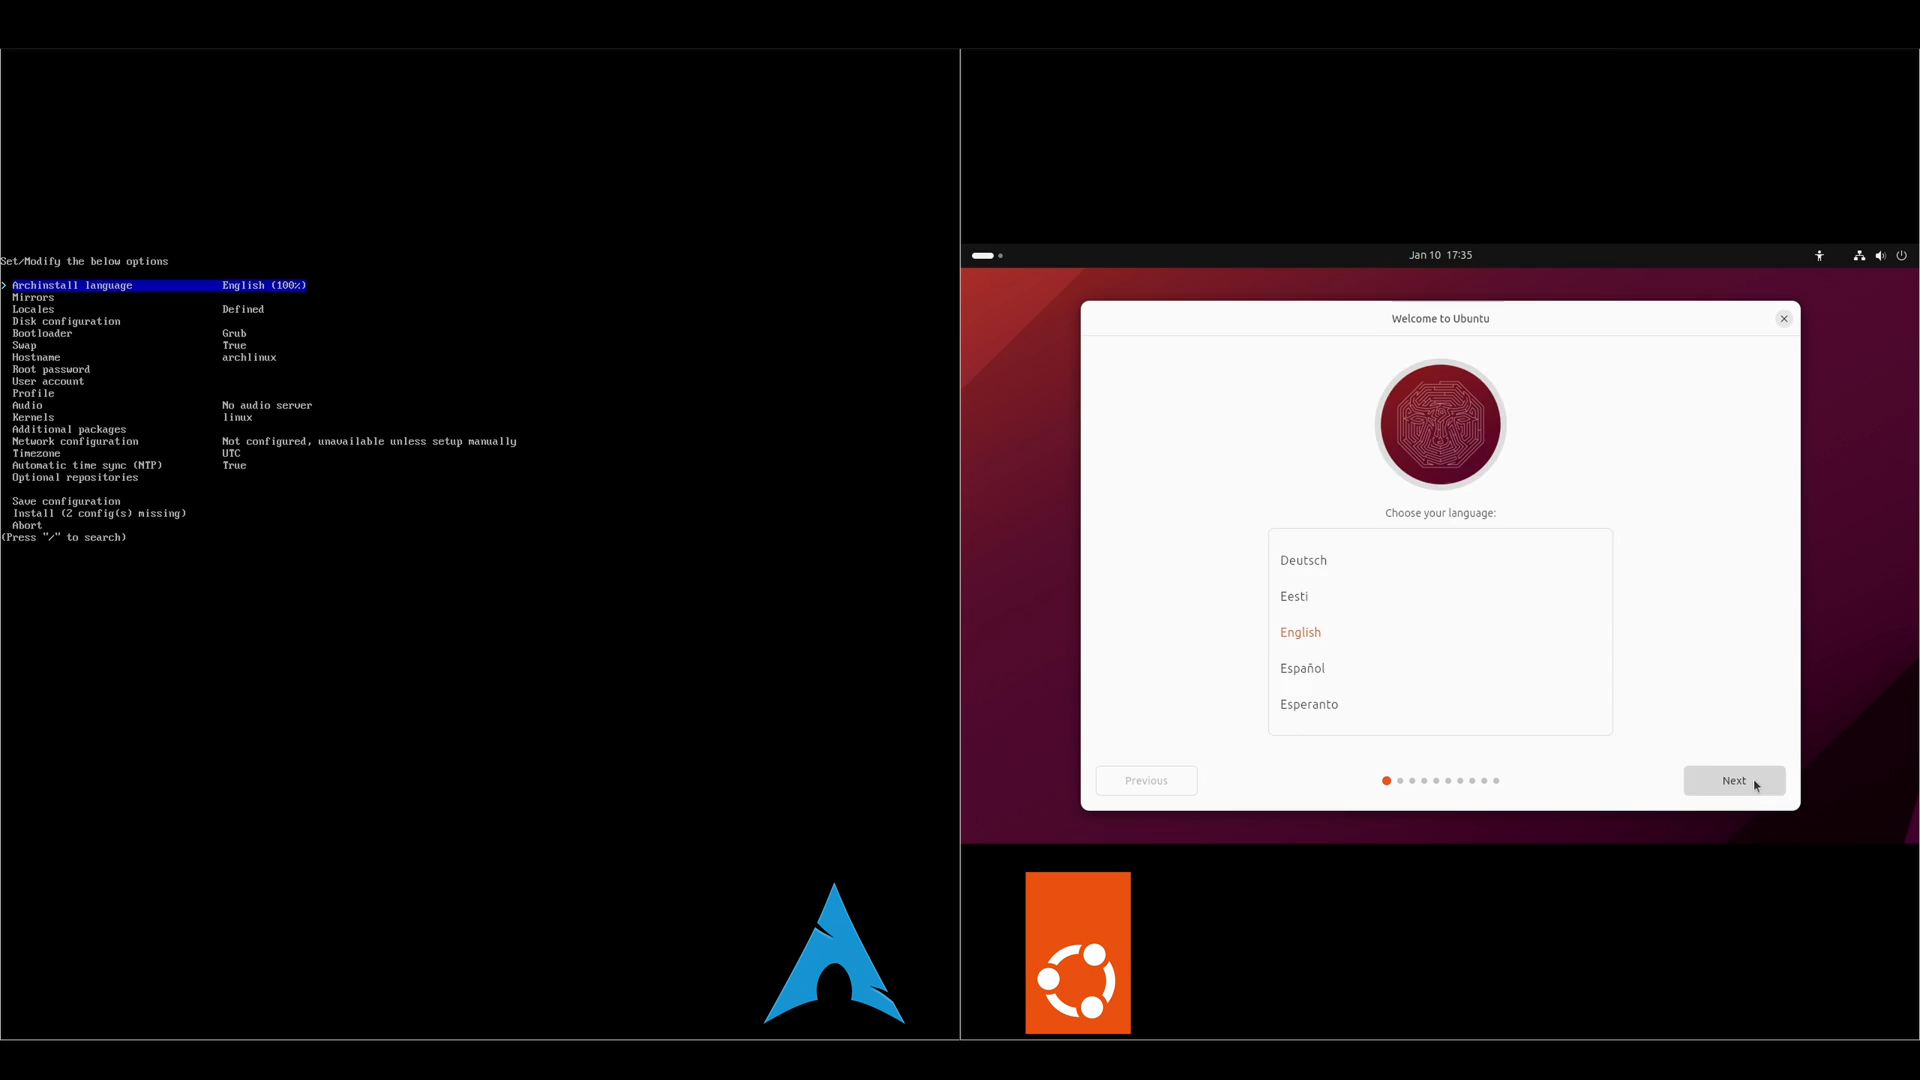 Set/Modify the below options
> Archinstall language English (100%)
Mirrors
Locales Defined
Disk configuration
Bootloader Grub
Swap True
Hostname archlinux
Root password
User account
Profile
Audio No audio server
Kernels linux
Additional packages
Network configuration Not configured, unavailable unless setup manually
Timezone UTC
Automatic time sync (NTP) True
Optional repositories
Save configuration
Install (2 config(s) missing)
Abort
(Press "/" to search)
Jan 10 17:35
Welcome to Ubuntu
Choose your language:
Deutsch
Eesti
English
Español
Esperanto
Previous
Next